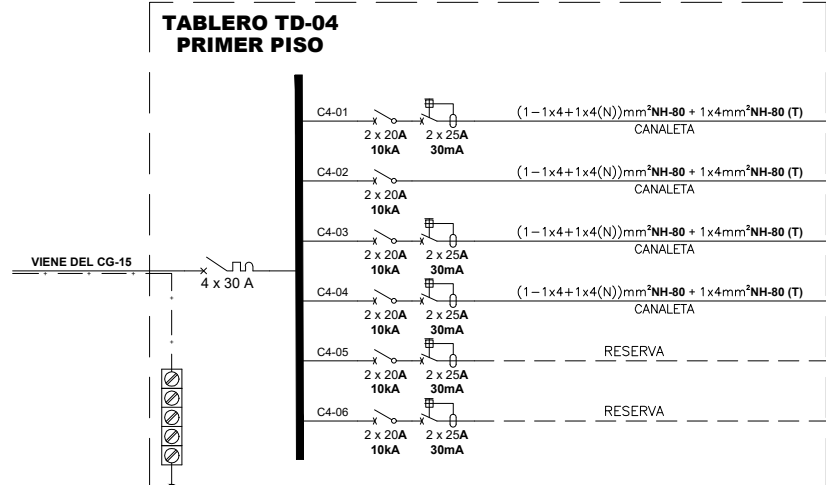 TABLERO TD-04
PRIMER PISO
C4-01
(1-1x4+1x4(N))mm²NH-80 + 1x4mm²NH-80 (T)
2 x 20A
2 x 25A
CANALETA
10kA
30mA
C4-02
(1-1x4+1x4(N))mm²NH-80 + 1x4mm²NH-80 (T)
2 x 20A
CANALETA
10kA
C4-03
(1-1x4+1x4(N))mm²NH-80 + 1x4mm²NH-80 (T)
2 x 20A
2 x 25A
CANALETA
10kA
30mA
VIENE DEL CG-15
4 x 30 A
C4-04
(1-1x4+1x4(N))mm²NH-80 + 1x4mm²NH-80 (T)
2 x 20A
2 x 25A
CANALETA
10kA
30mA
C4-05
RESERVA
2 x 20A
2 x 25A
10kA
30mA
C4-06
RESERVA
2 x 20A
2 x 25A
10kA
30mA